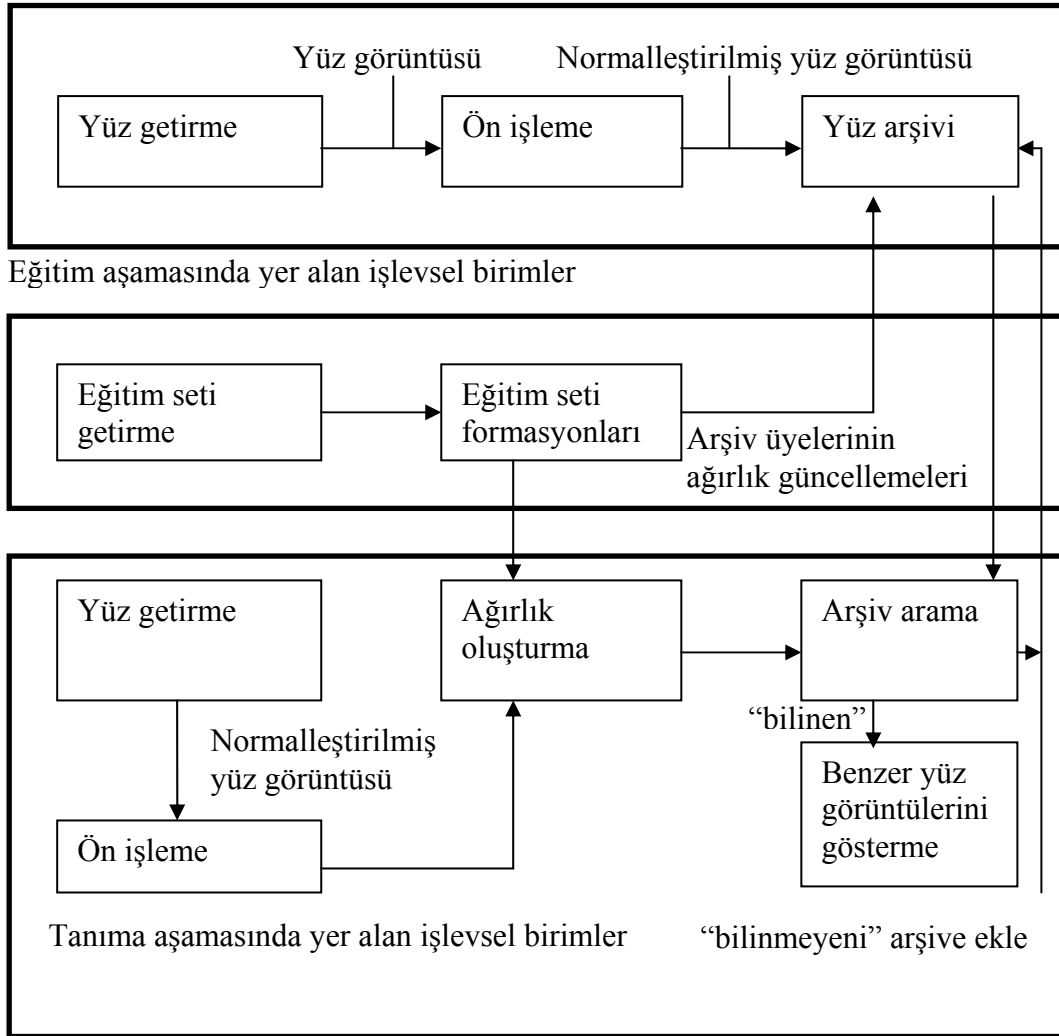 Yüz görüntüsü
Normalleştirilmiş yüz görüntüsü
Yüz getirme
Ön işleme
Yüz arşivi
Eğitim aşamasında yer alan işlevsel birimler
Eğitim seti
getirme
Eğitim seti
formasyonları
Arşiv üyelerinin
ağırlık güncellemeleri
Yüz getirme
Ağırlık
oluşturma
Arşiv arama
“bilinen”
Normalleştirilmiş
yüz görüntüsü
Benzer yüz
görüntülerini
gösterme
Ön işleme
Tanıma aşamasında yer alan işlevsel birimler
“bilinmeyeni” arşive ekle